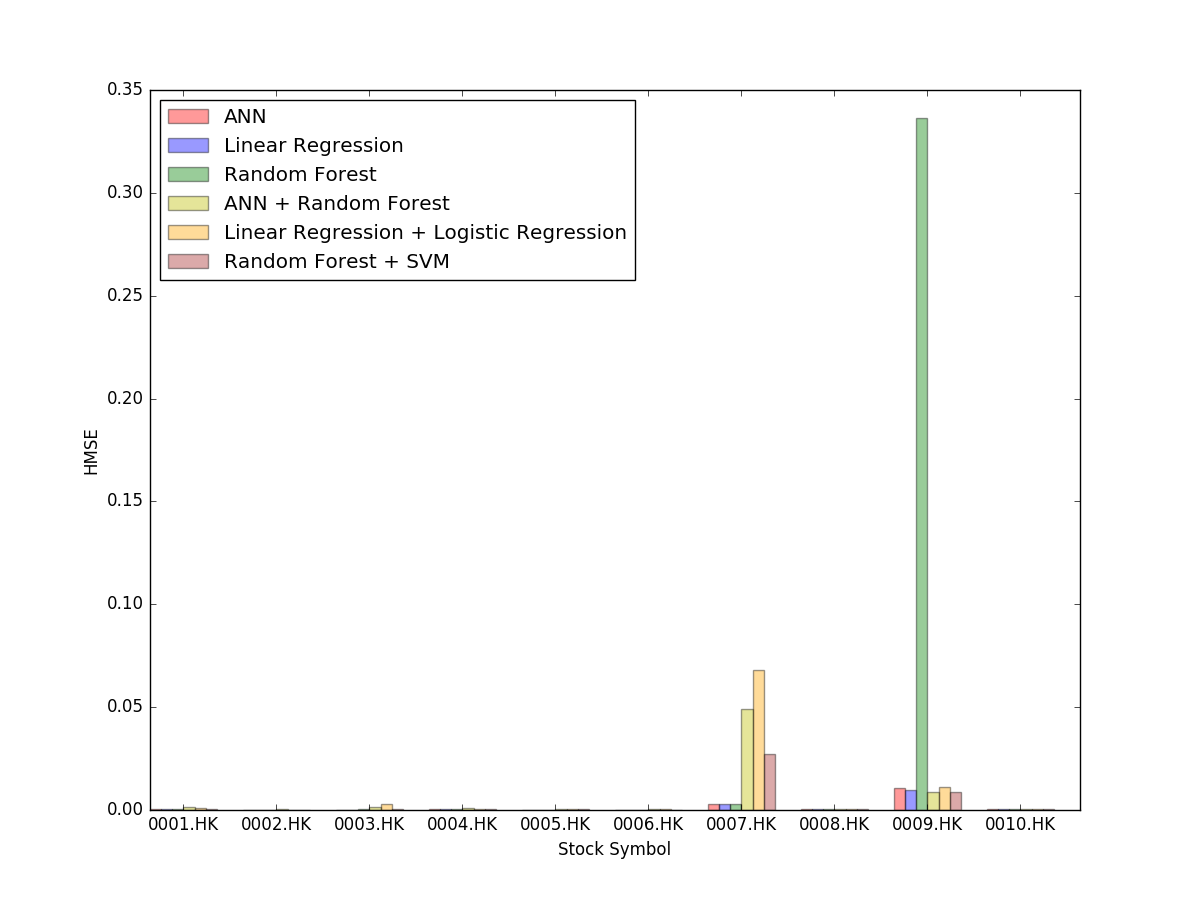 0.35
0.30
0.25
0.20
0.15
0.10
0.05
0.00
HMSE
ANN
Linear Regression
Random Forest
ANN + Random Forest
Linear Regression + Logistic Regression
Random Forest + SVM
0001.HK 0002.HK 0003.HK 0004.HK 0005.HK 0006.HK 0007.HK 0008.HK 0009.HK 0010.HK
Stock Symbol